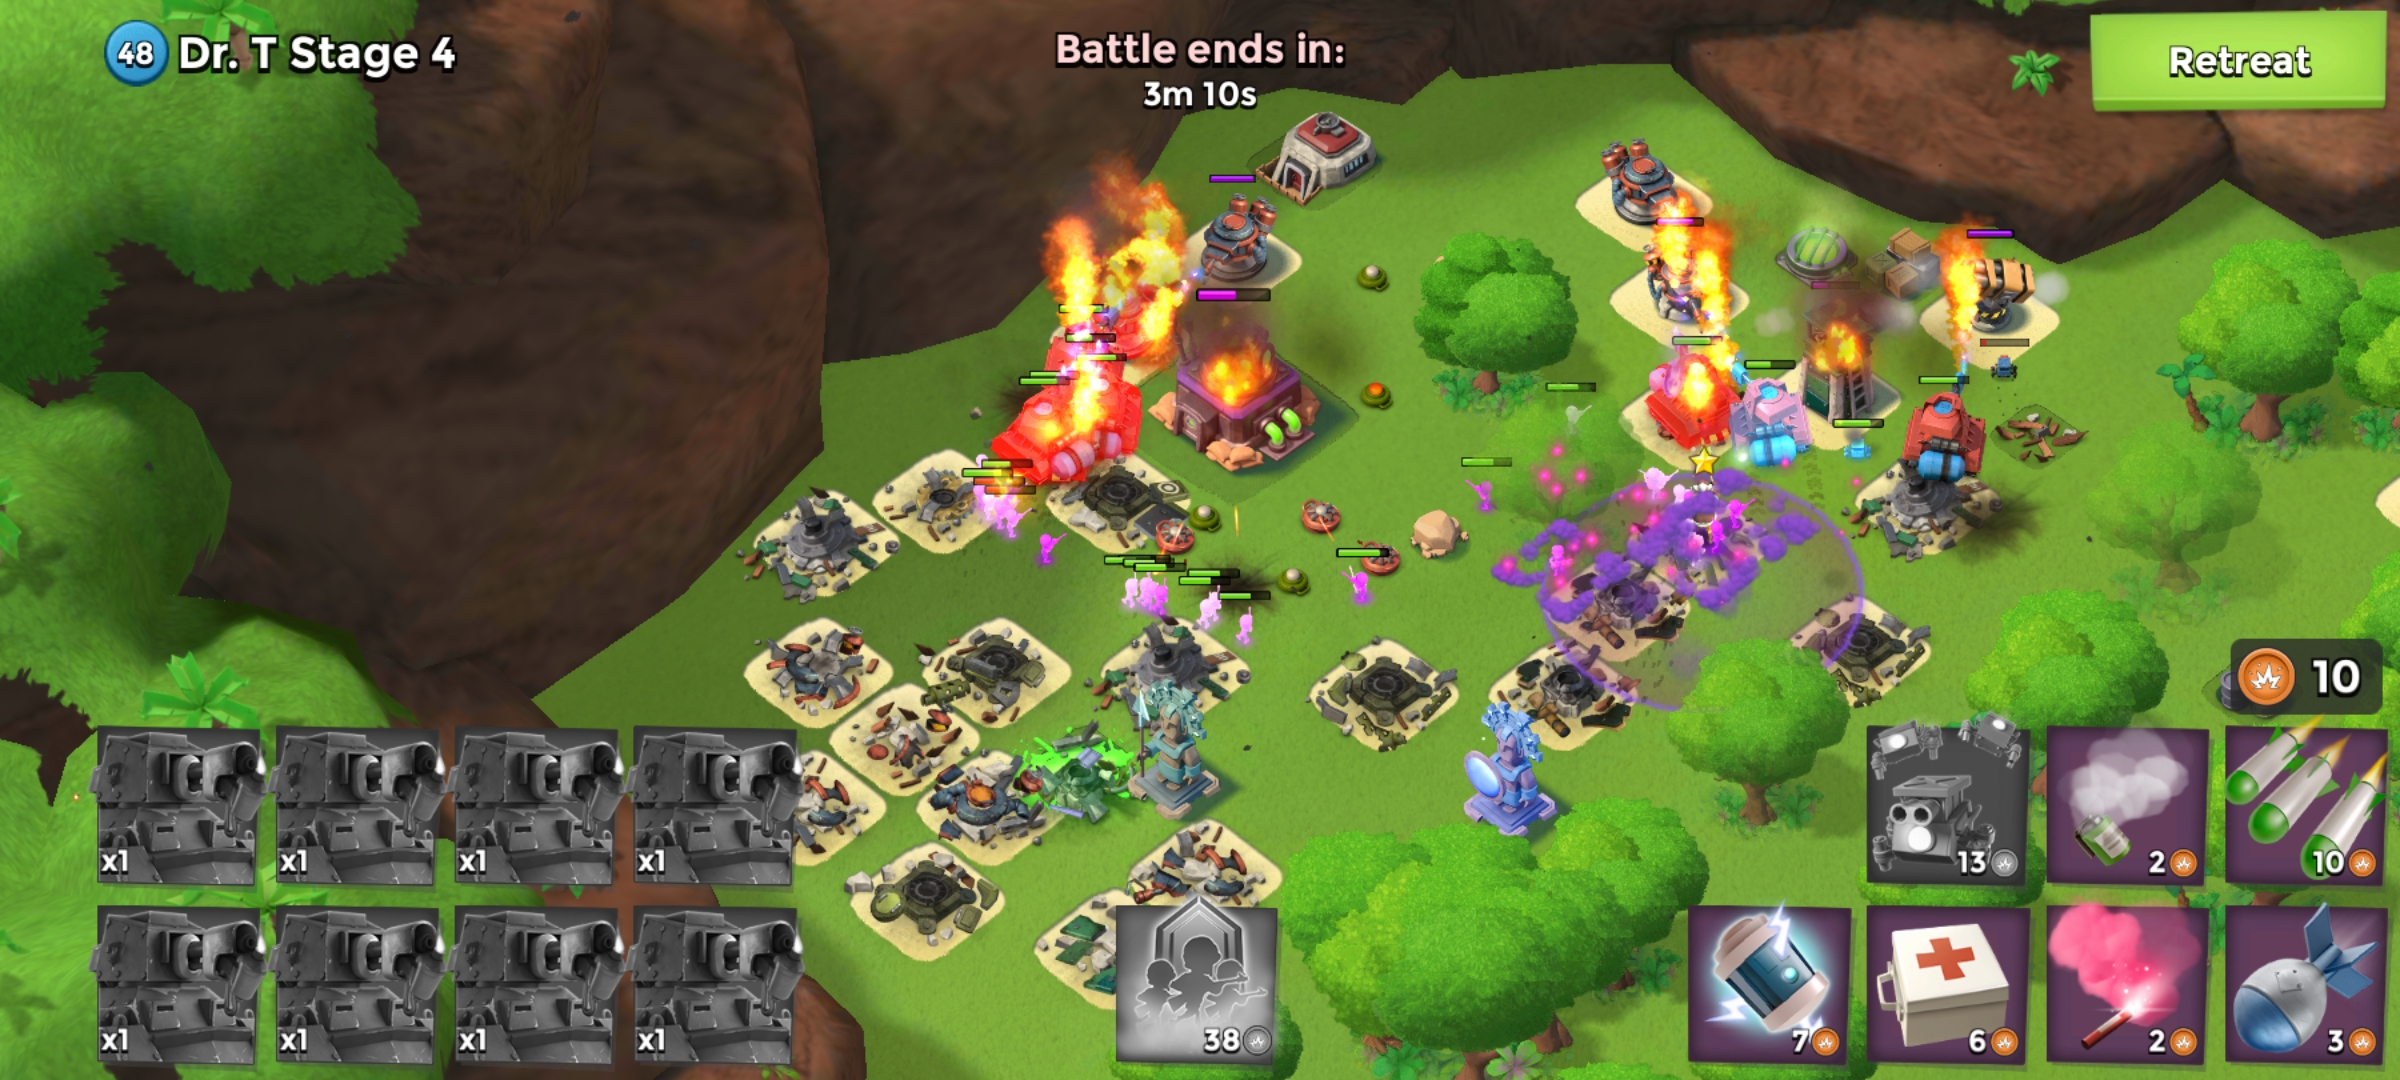 48 Dr. T Stage 4
Battle ends in:
3m 10s
Retreat
10
x1
x1
x1
x1
13
2
10
x1
x1
x1
x1
38
7
6
2
3